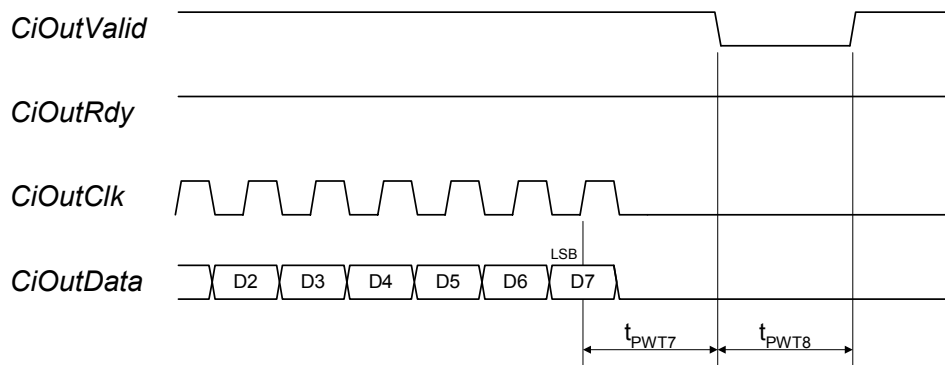 CiOutValid
CiOutRdy
CiOutClk
LSB
CiOutData D2 D3 D4 D5 D6 D7
tPWT7 tPWT8